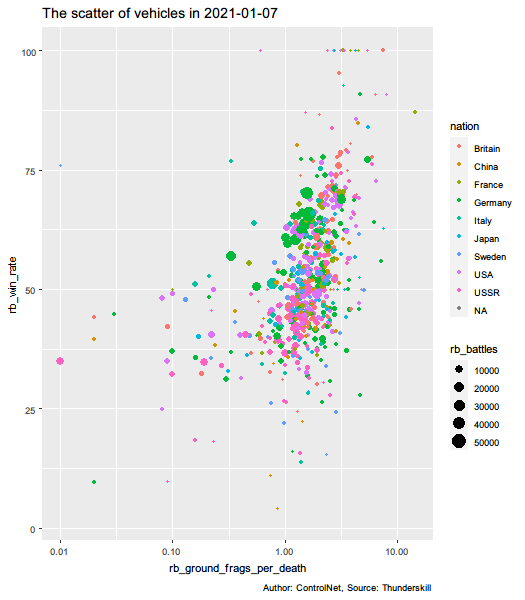 The scatter of vehicles in 2021-01-07
rb_win_rate
100
75
50
25
0
0.01
0.10
1.00
10.00
rb_ground_frags_per_death
nation
Britain
China
France
Germany
Italy
Japan
Sweden
USA
USSR
NA
rb_battles
10000
20000
30000
40000
50000
Author: ControlNet, Source: Thunderskill